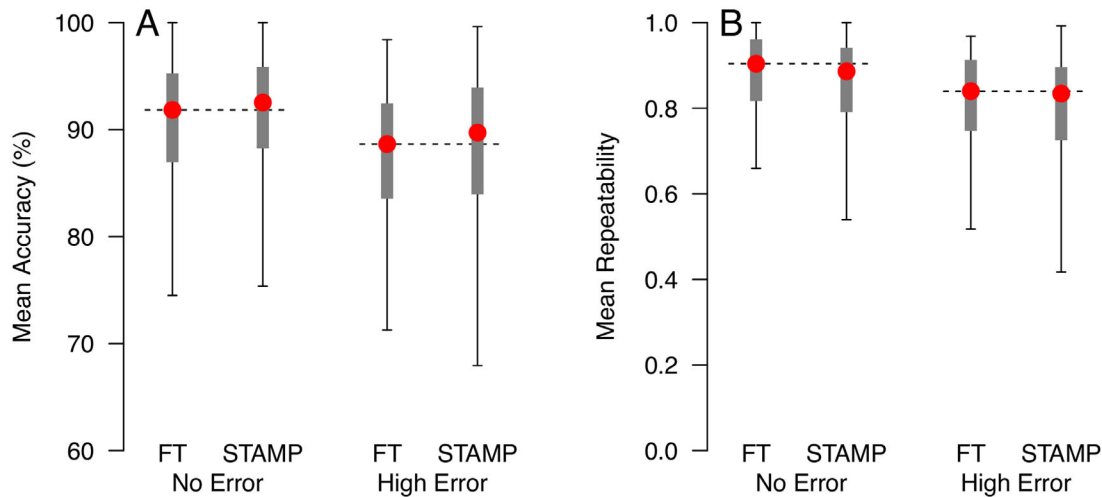 A
Mean Accuracy (%)
100
90
80
70
60
FT STAMP FT STAMP
No Error High Error
B
Mean Repeatability
1.0
0.8
0.6
0.4
0.2
0.0
FT STAMP FT STAMP
No Error High Error